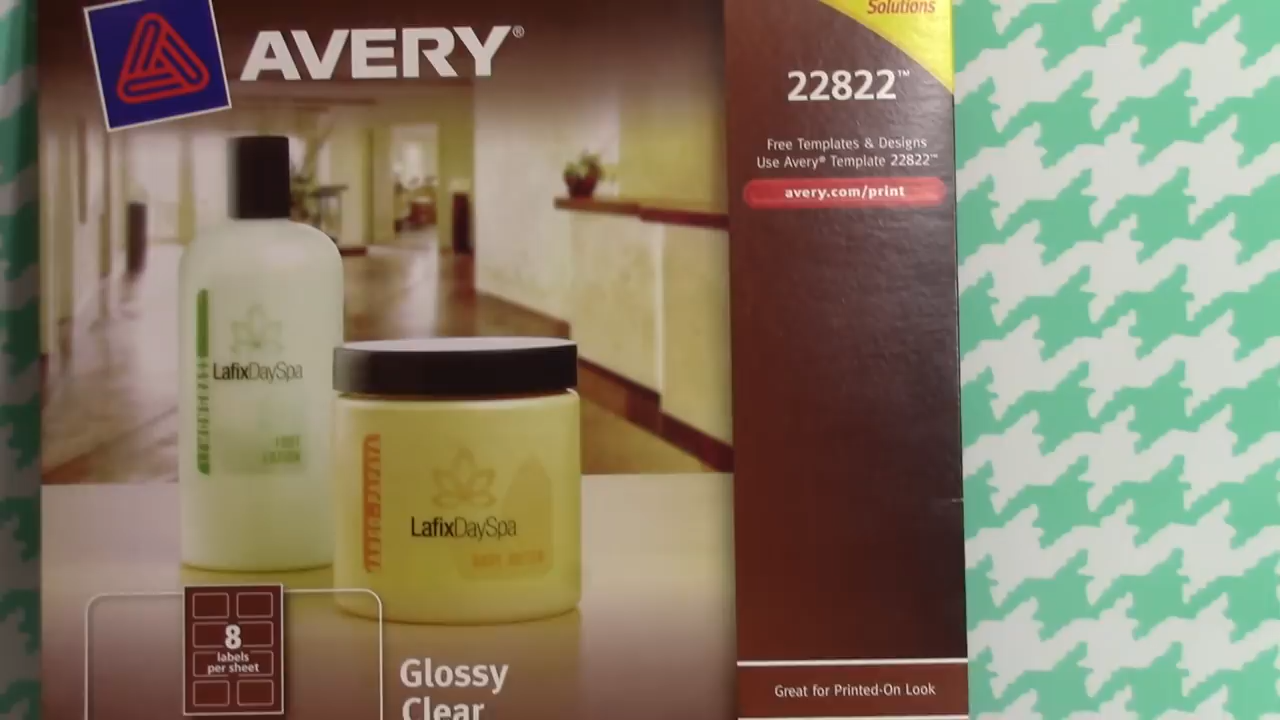 Solutions
AVERY®
22822™
Free Templates & Designs
Use Avery® Template 22822™
avery.com/print
LafixDaySpa
LafixDaySpa
8
labels
per sheet
Glossy
Clear
Great for Printed-On Look